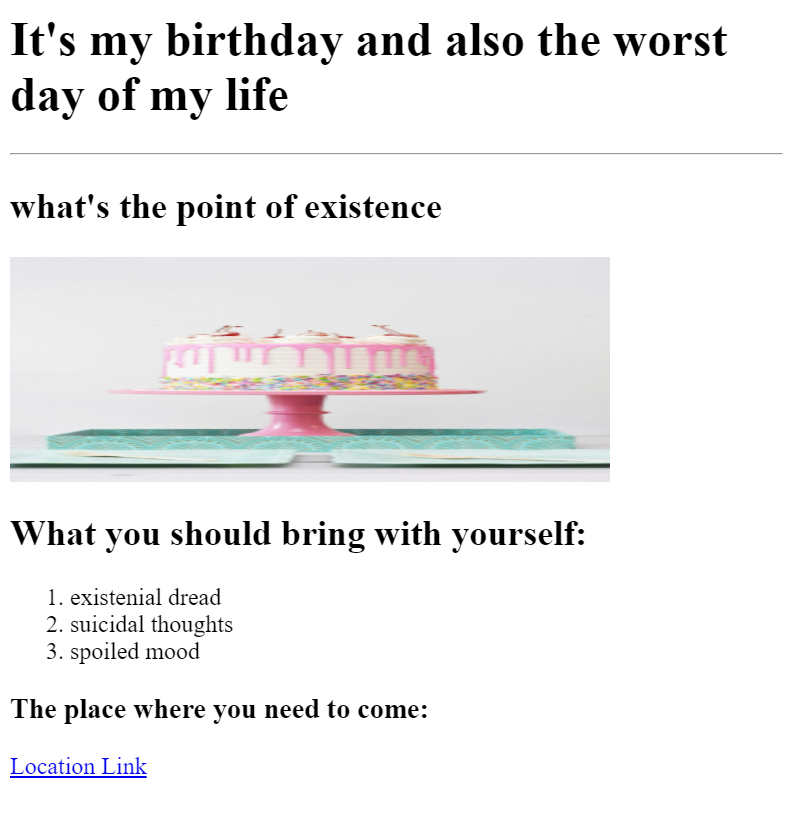 It's my birthday and also the worst
day of my life
what's the point of existence
What you should bring with yourself:
1. existenial dread
2. suicidal thoughts
3. spoiled mood
The place where you need to come:
Location Link